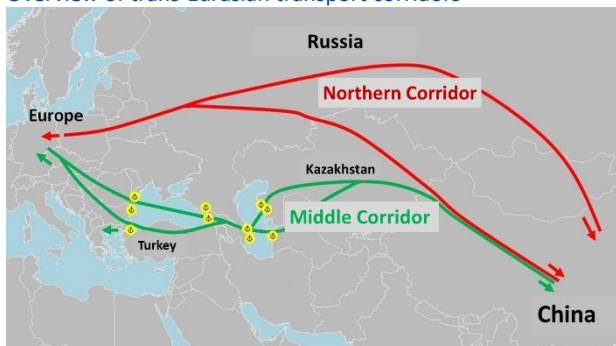 Overview of trans-Eurasian transport corridors
Russia
Northern Corridor
Europe
Kazakhstan
Middle Corridor
Turkey
China